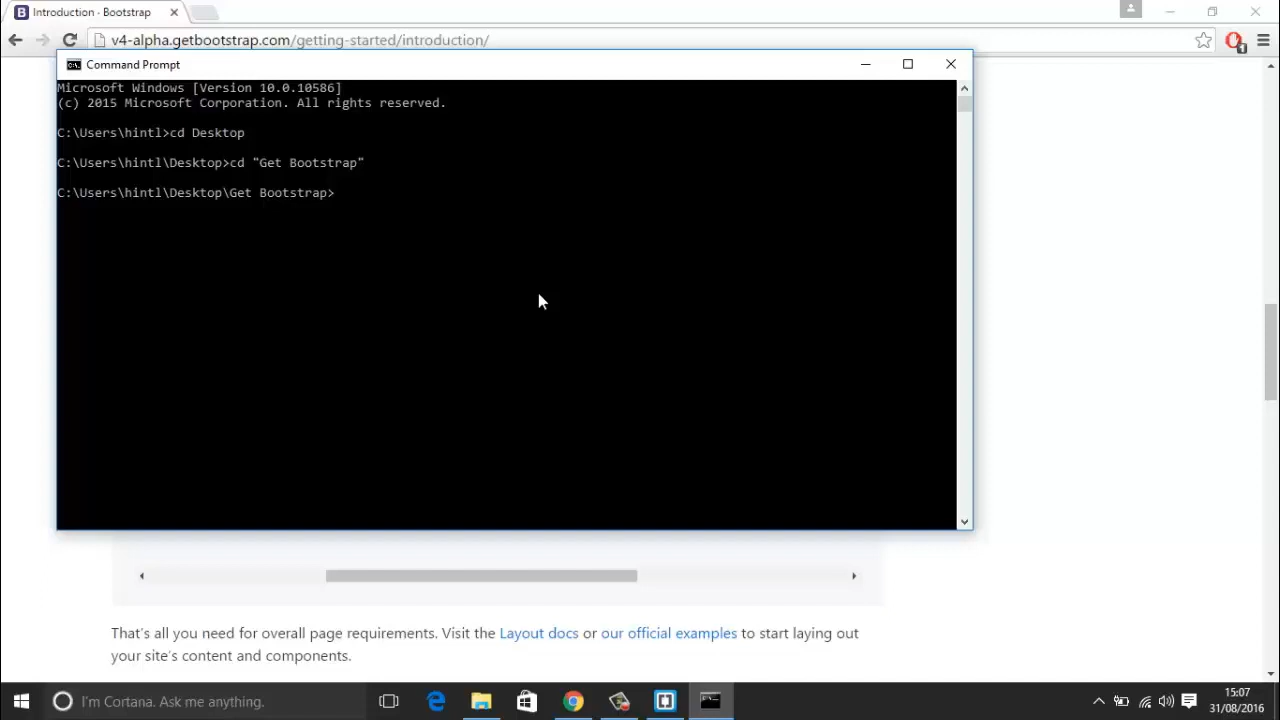 Introduction · Bootstrap
v4-alpha.getbootstrap.com/getting-started/introduction/
1
Command Prompt
Microsoft Windows [Version 10.0.10586]
(c) 2015 Microsoft Corporation. All rights reserved.
C:\Users\hintl>cd Desktop
C:\Users\hintl\Desktop>cd "Get Bootstrap"
C:\Users\hintl\Desktop\Get Bootstrap>
That's all you need for overall page requirements. Visit the Layout docs or our official examples to start laying out
your site's content and components.
I'm Cortana. Ask me anything.
15:07
31/08/2016